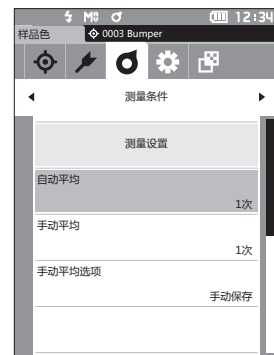 M 12:34
样品色 0003 Bumper
测量条件
测量设置
自动平均
1次
手动平均
1次
手动平均选项
手动保存